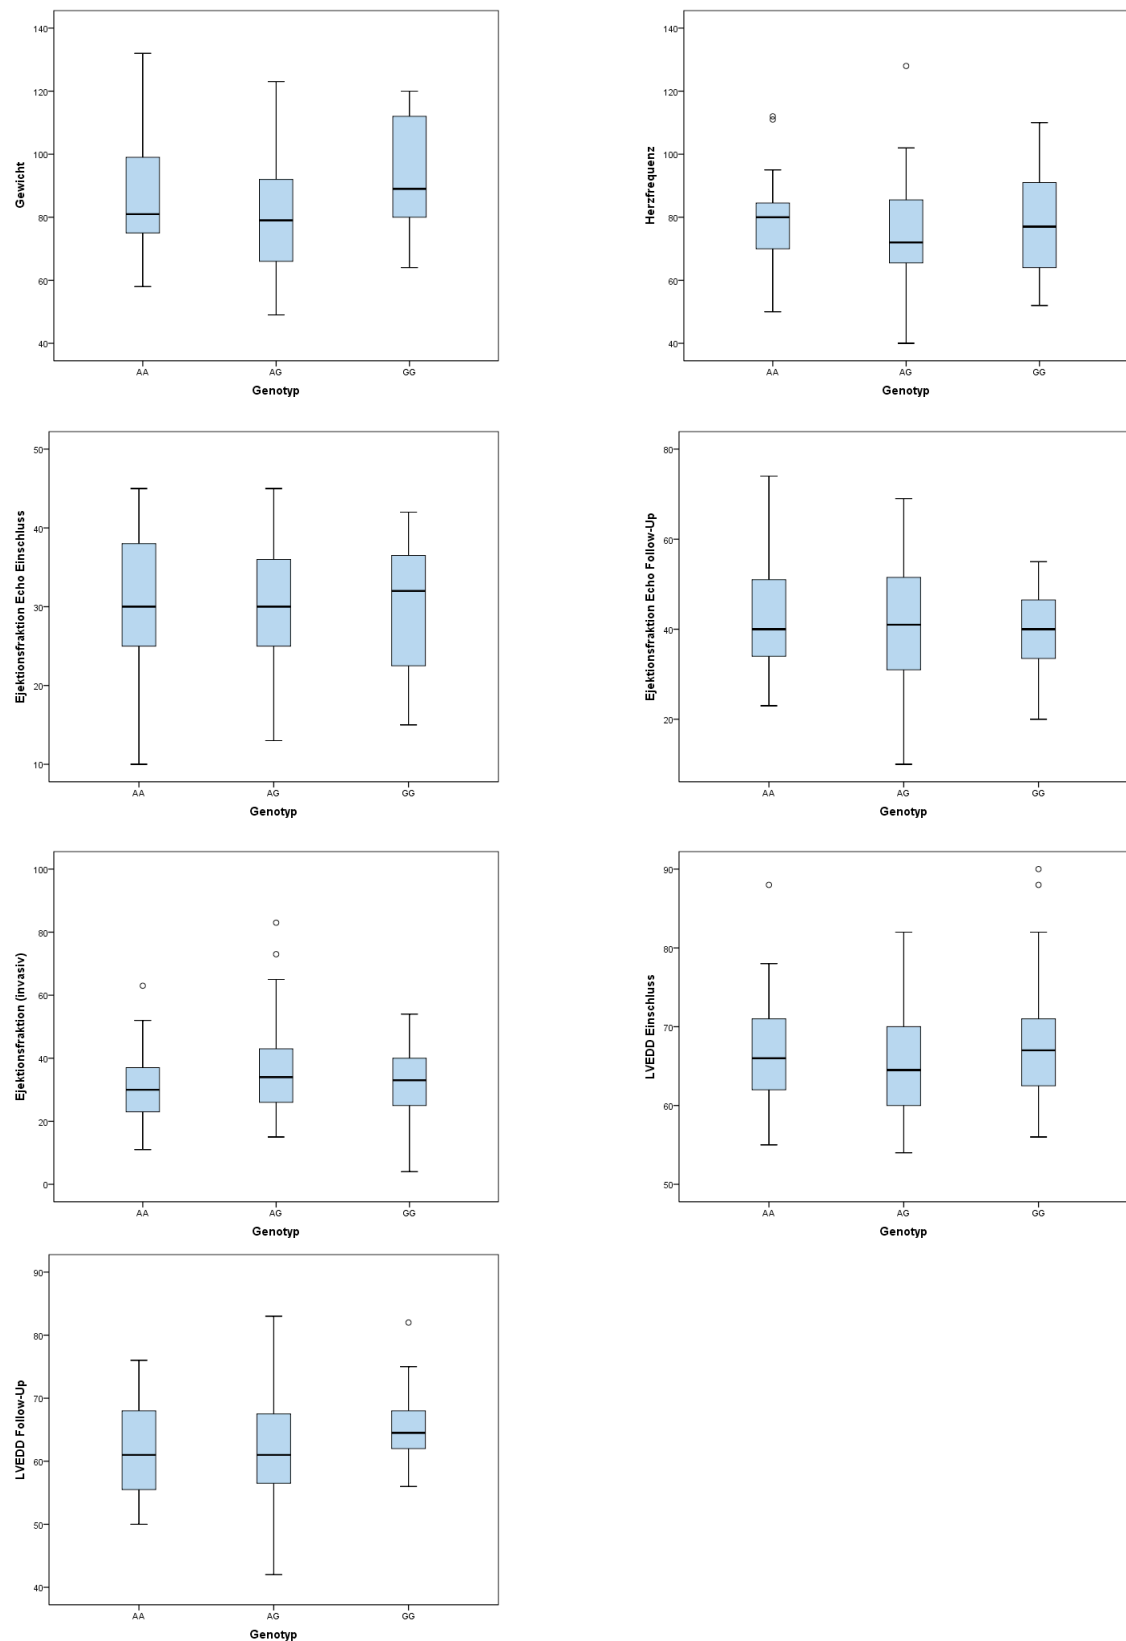 140
120
100
80
60
40
Gewicht
AA AG GG
Genotyp
140
120
100
80
60
40
Herzfrequenz
AA AG GG
Genotyp
50
40
30
20
10
Ejektionsfraktion Echo Einschluss
AA AG GG
Genotyp
80
60
40
20
Ejektionsfraktion Echo Follow-Up
AA AG GG
Genotyp
100
80
60
40
20
0
Ejektionsfraktion (invasiv)
AA AG GG
Genotyp
90
80
70
60
50
LVEDD Einschluss
AA AG GG
Genotyp
90
80
70
60
50
40
LVEDD Follow-Up
AA AG GG
Genotyp